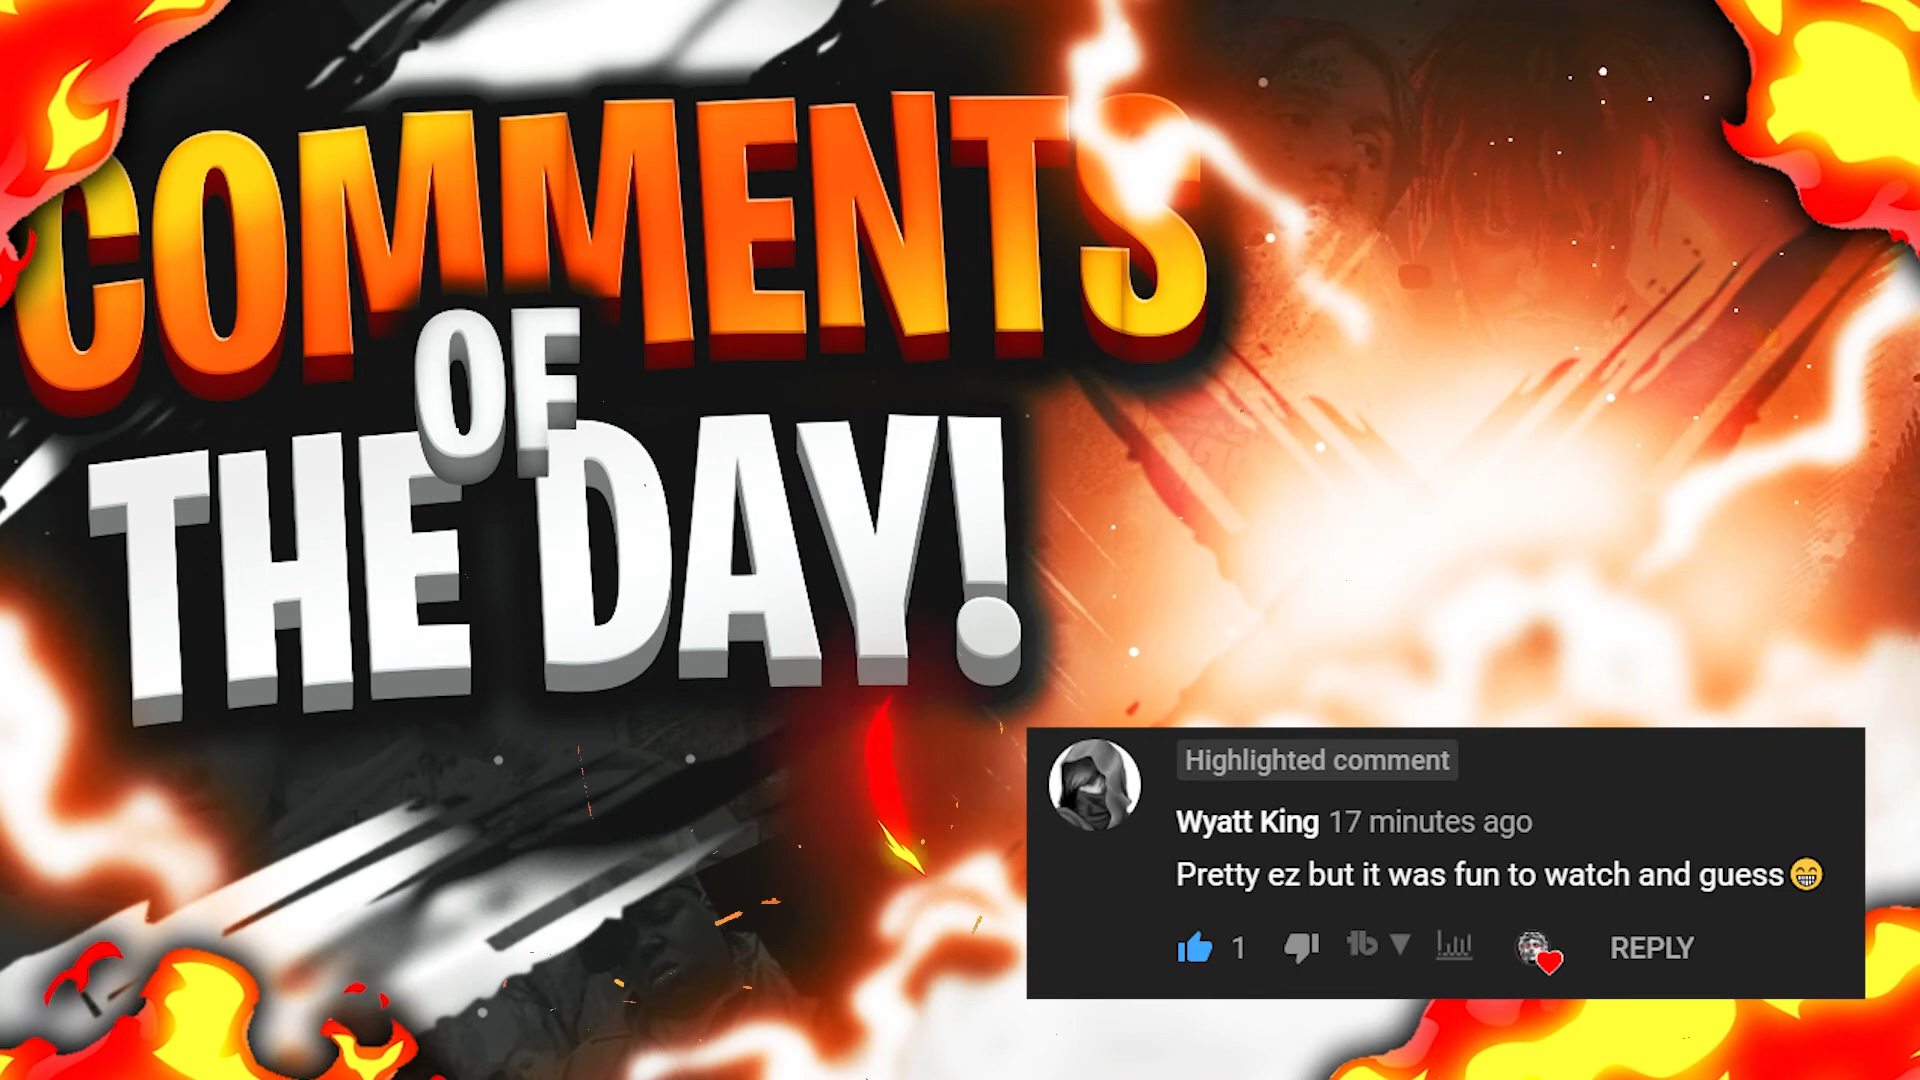 COMMENTS
OF
THE DAY!
Highlighted comment
Wyatt King 17 minutes ago
Pretty ez but it was fun to watch and guess😁
1
REPLY